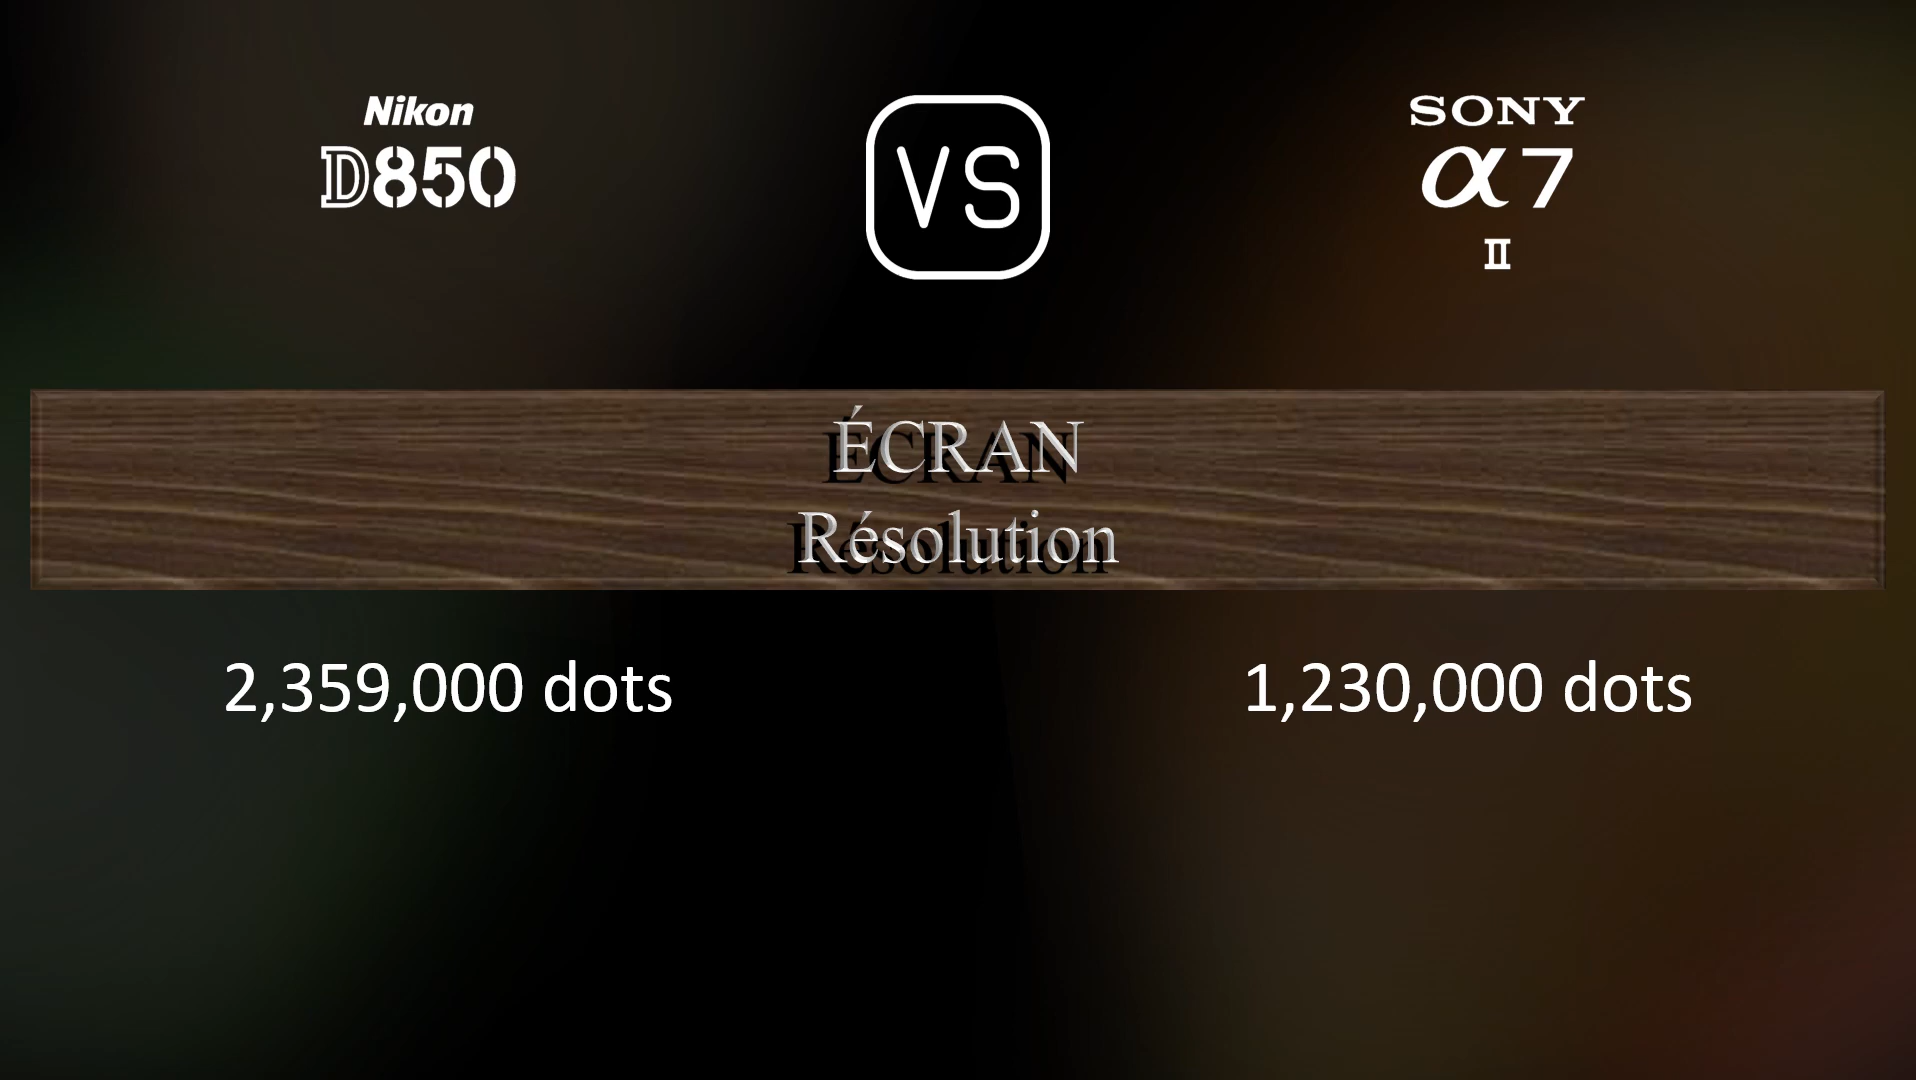 Nikon
D850
VS
SONY
α7
II
ÉCRAN
Résolution
2,359,000 dots
1,230,000 dots